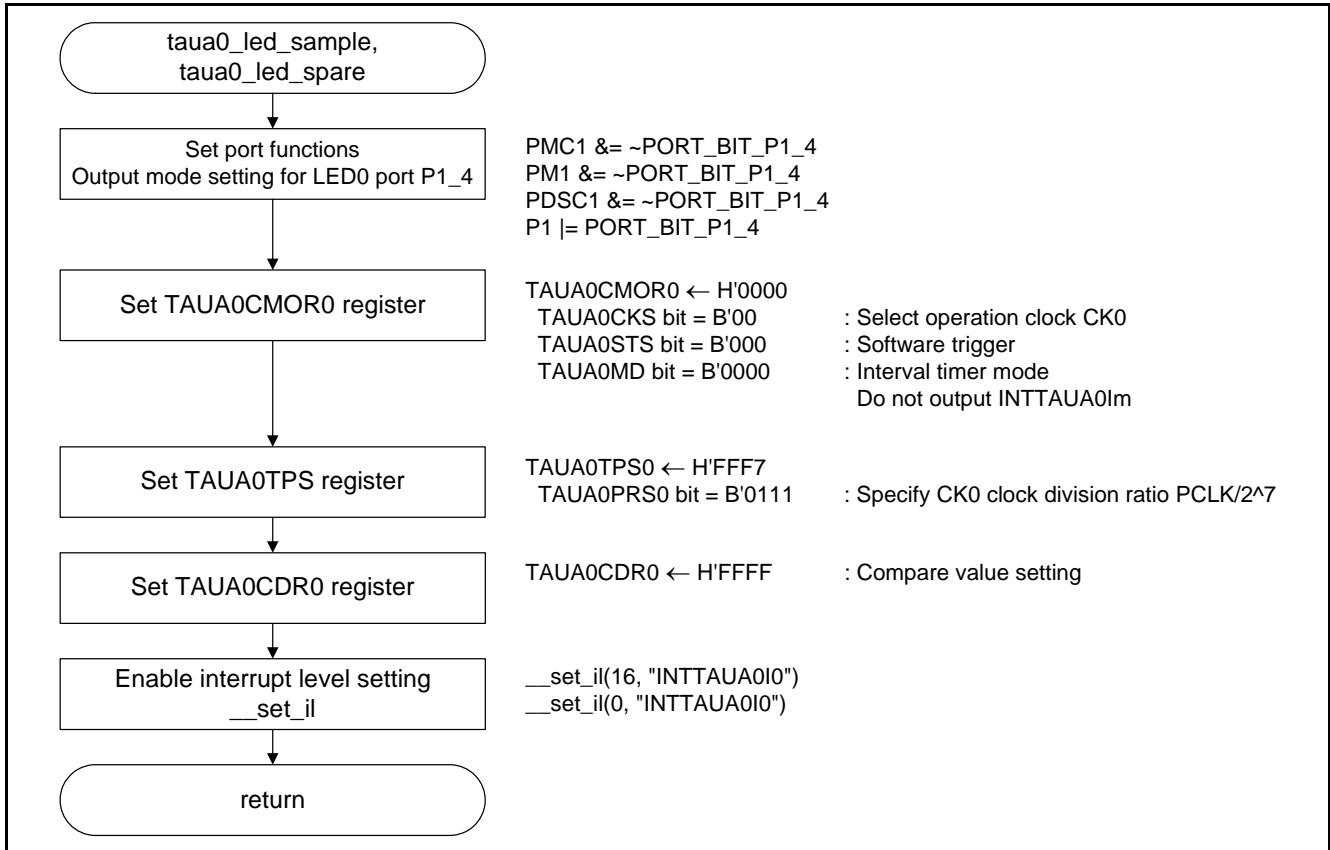 taua0_led_sample,
taua0_led_spare
Set port functions
Output mode setting for LED0 port P1_4
PMC1 &= ~PORT_BIT_P1_4
PM1 &= ~PORT_BIT_P1_4
PDSC1 &= ~PORT_BIT_P1_4
P1 |= PORT_BIT_P1_4
Set TAUA0CMOR0 register
TAUA0CMOR0 ← H'0000
TAUA0CKS bit = B'00 : Select operation clock CK0
TAUA0STS bit = B'000 : Software trigger
TAUA0MD bit = B'0000 : Interval timer mode
Do not output INTTAUA0Im
Set TAUA0TPS register
TAUA0TPS0 ← H'FFF7
TAUA0PRS0 bit = B'0111 : Specify CK0 clock division ratio PCLK/2^7
Set TAUA0CDR0 register
TAUA0CDR0 ← H'FFFF : Compare value setting
Enable interrupt level setting
__set_il
__set_il(16, "INTTAUA0I0")
__set_il(0, "INTTAUA0I0")
return